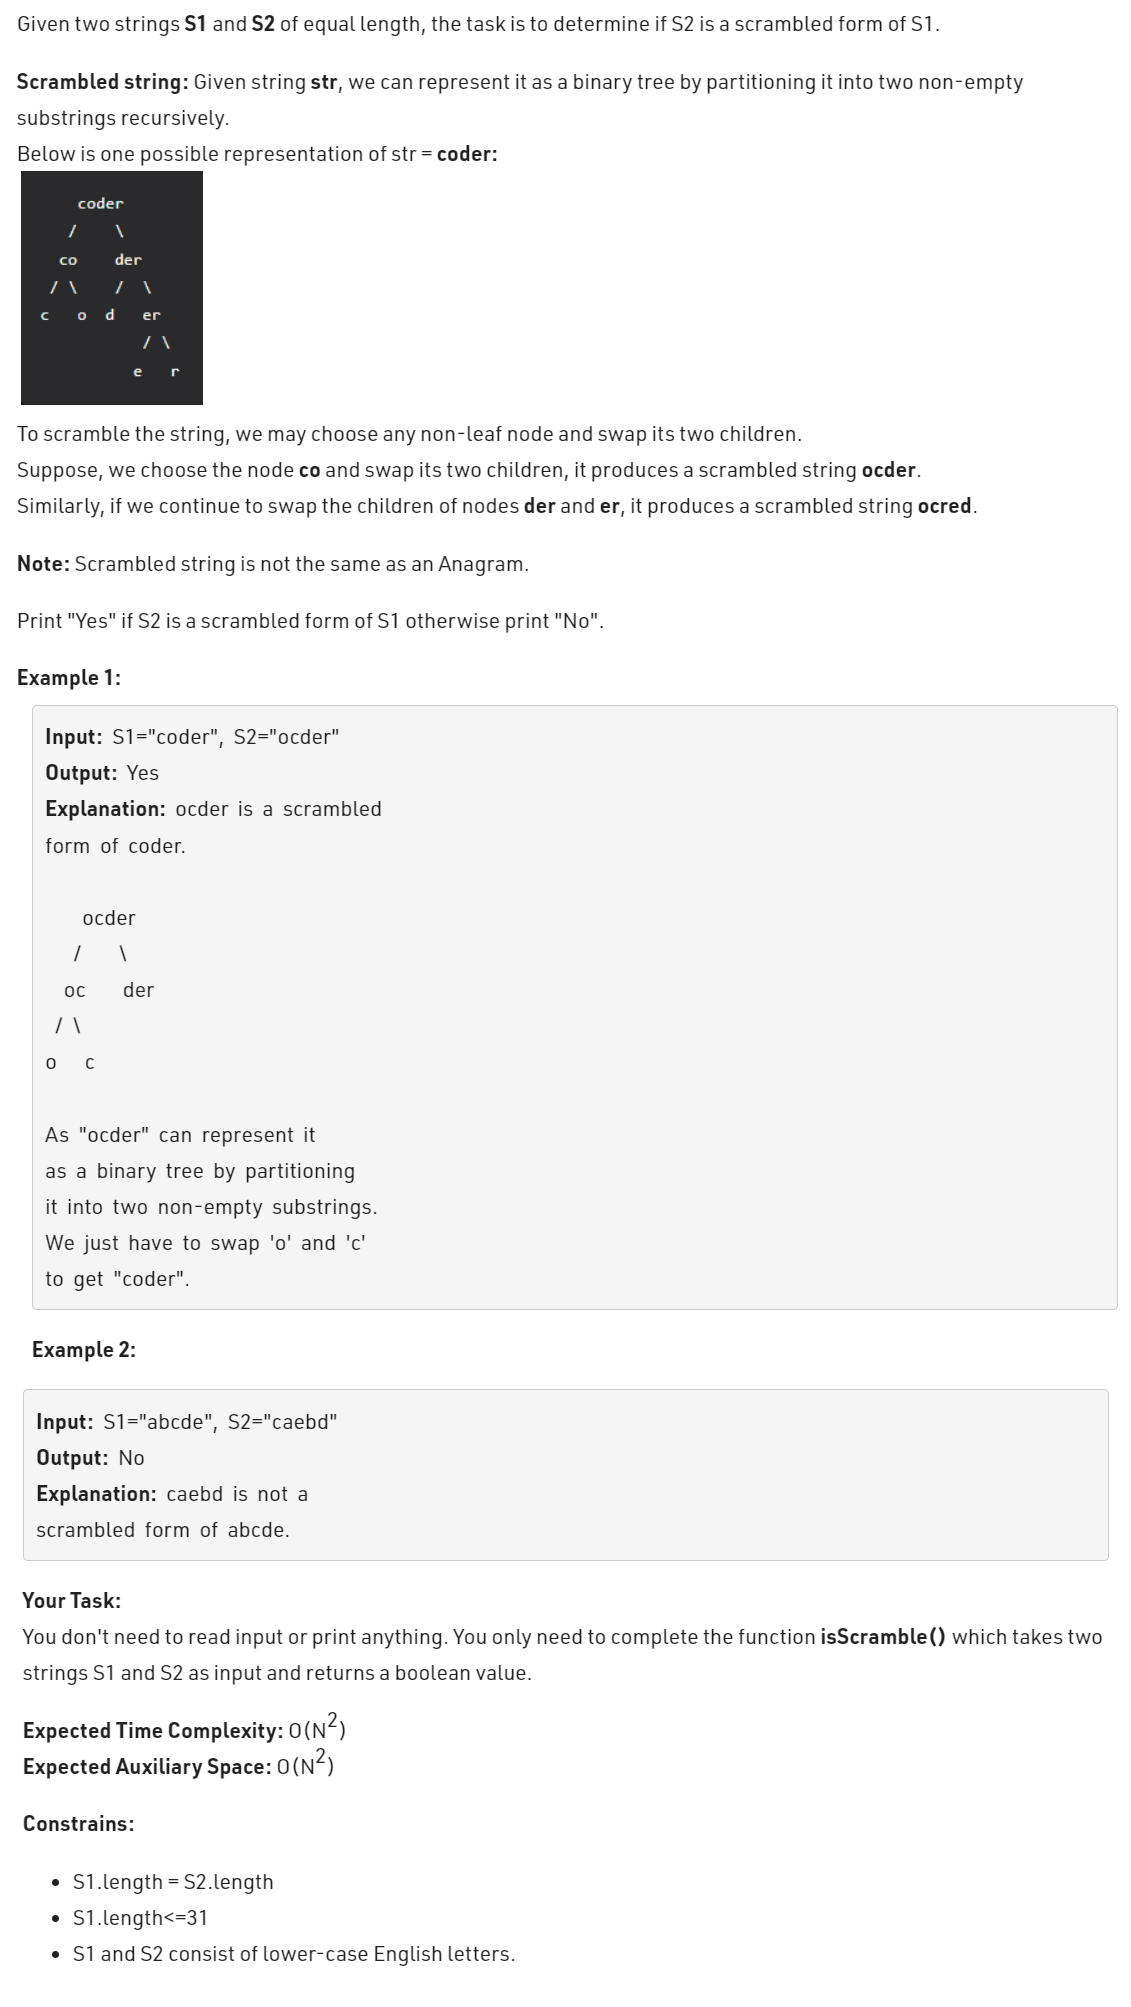 Given two strings S1 and S2 of equal length, the task is to determine if S2 is a scrambled form of S1.
Scrambled string: Given string str, we can represent it as a binary tree by partitioning it into two non-empty
substrings recursively.
Below is one possible representation of str = coder:
coder
/ \
co der
/ \ / \
c o d er
/ \
e r
To scramble the string, we may choose any non-leaf node and swap its two children.
Suppose, we choose the node co and swap its two children, it produces a scrambled string ocder.
Similarly, if we continue to swap the children of nodes der and er, it produces a scrambled string ocred.
Note: Scrambled string is not the same as an Anagram.
Print "Yes" if S2 is a scrambled form of S1 otherwise print "No".
Example 1:
Input: S1="coder", S2="ocder"
Output: Yes
Explanation: ocder is a scrambled
form of coder.
ocder
/ \
oc der
/ \
o c
As "ocder" can represent it
as a binary tree by partitioning
it into two non-empty substrings.
We just have to swap 'o' and 'c'
to get "coder".
Example 2:
Input: S1="abcde", S2="caebd"
Output: No
Explanation: caebd is not a
scrambled form of abcde.
Your Task:
You don't need to read input or print anything. You only need to complete the function isScramble() which takes two
strings S1 and S2 as input and returns a boolean value.
Expected Time Complexity: O(N²)
Expected Auxiliary Space: O(N²)
Constrains:
• S1.length = S2.length
• S1.length<=31
• S1 and S2 consist of lower-case English letters.